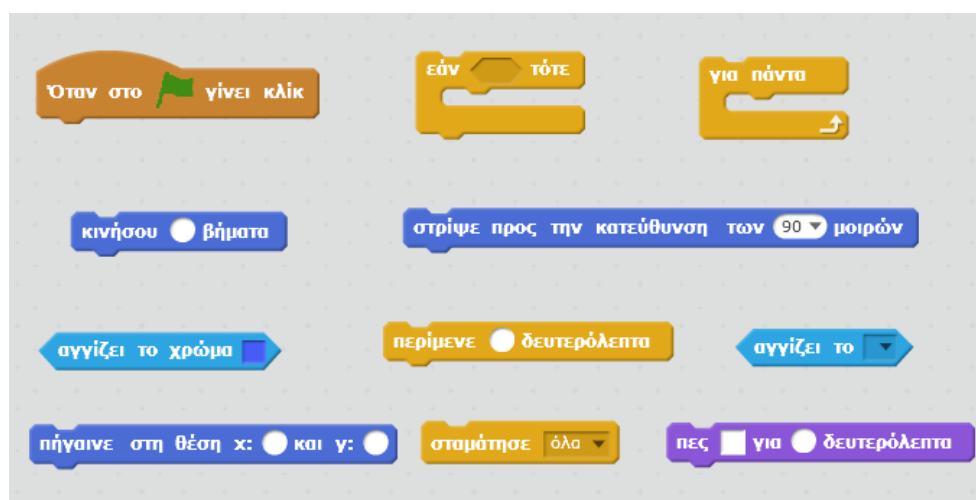 Όταν στο γίνει κλίκ
εάν τότε
για πάντα
κινήσου βήματα
στρίψε προς την κατεύθυνση των 90 μοιρών
αγγίζει το χρώμα
περίμενε δευτερόλεπτα
αγγίζει το
πήγαινε στη θέση x: και y:
σταμάτησε όλα
πες για δευτερόλεπτα